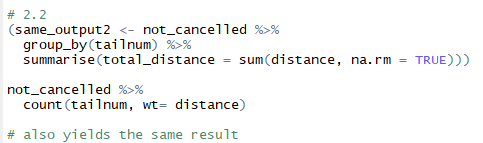 # 2.2
(same_output2 <- not_cancelled %>%
  group_by(tailnum) %>%
  summarise(total_distance = sum(distance, na.rm = TRUE)))
not_cancelled %>%
  count(tailnum, wt= distance)
# also yields the same result